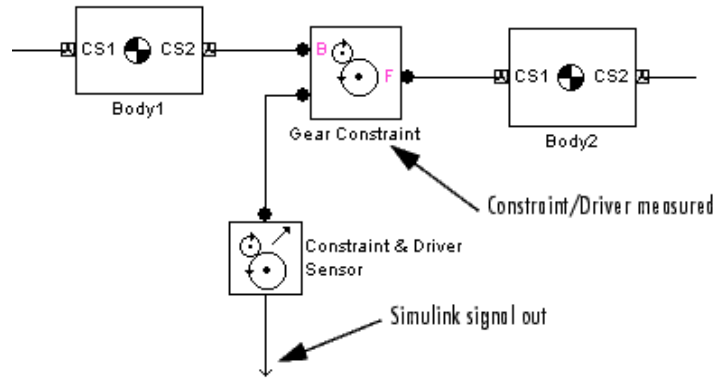 CS1 CS2
Body1
B
F
Gear Constraint
CS1 CS2
Body2
Constraint/Driver measured
Constraint & Driver
Sensor
Simulink signal out